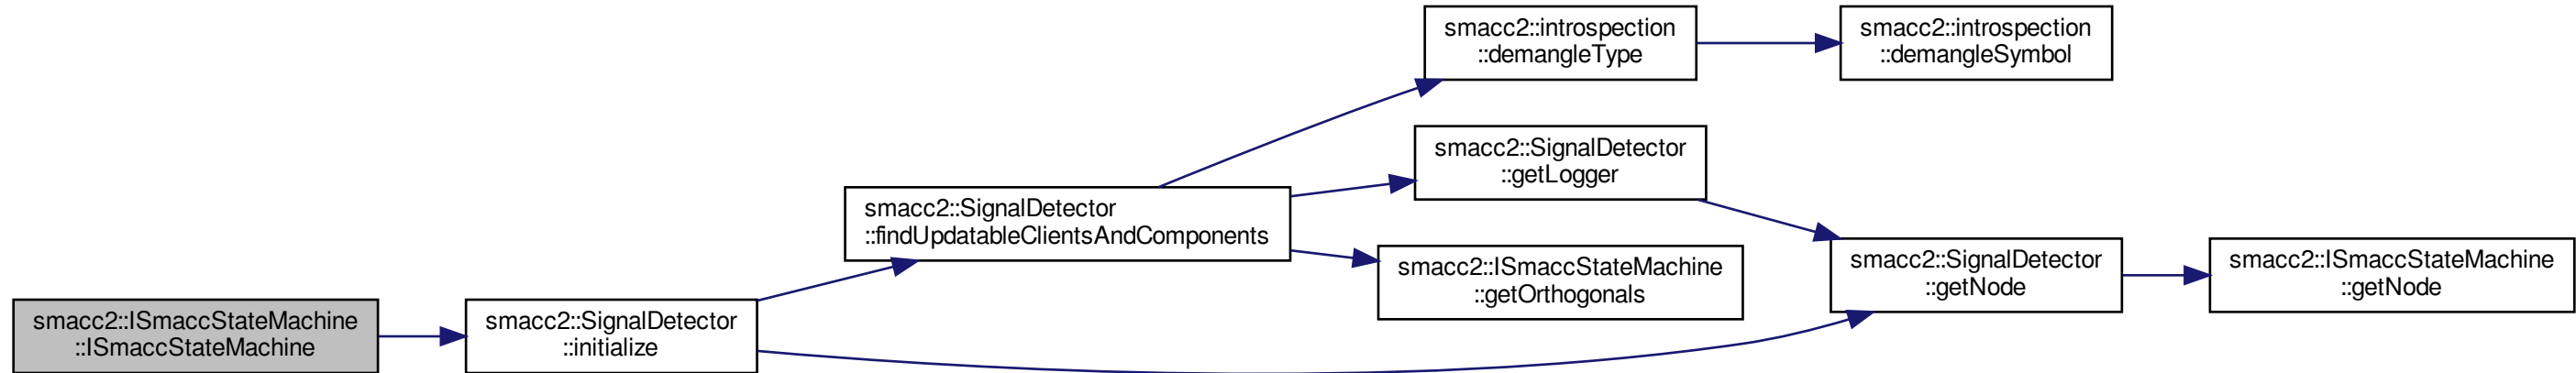 smacc2::introspection
::demangleType
smacc2::introspection
::demangleSymbol
smacc2::SignalDetector
::getLogger
smacc2::SignalDetector
::findUpdatableClientsAndComponents
smacc2::ISmaccStateMachine
::getOrthogonals
smacc2::SignalDetector
::getNode
smacc2::ISmaccStateMachine
::getNode
smacc2::ISmaccStateMachine
::ISmaccStateMachine
smacc2::SignalDetector
::initialize